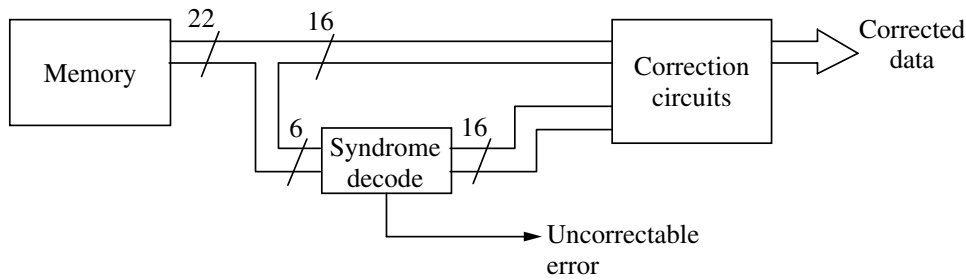 22
16
Memory
Correction
circuits
Corrected
data
6
16
Syndrome
decode
Uncorrectable
error